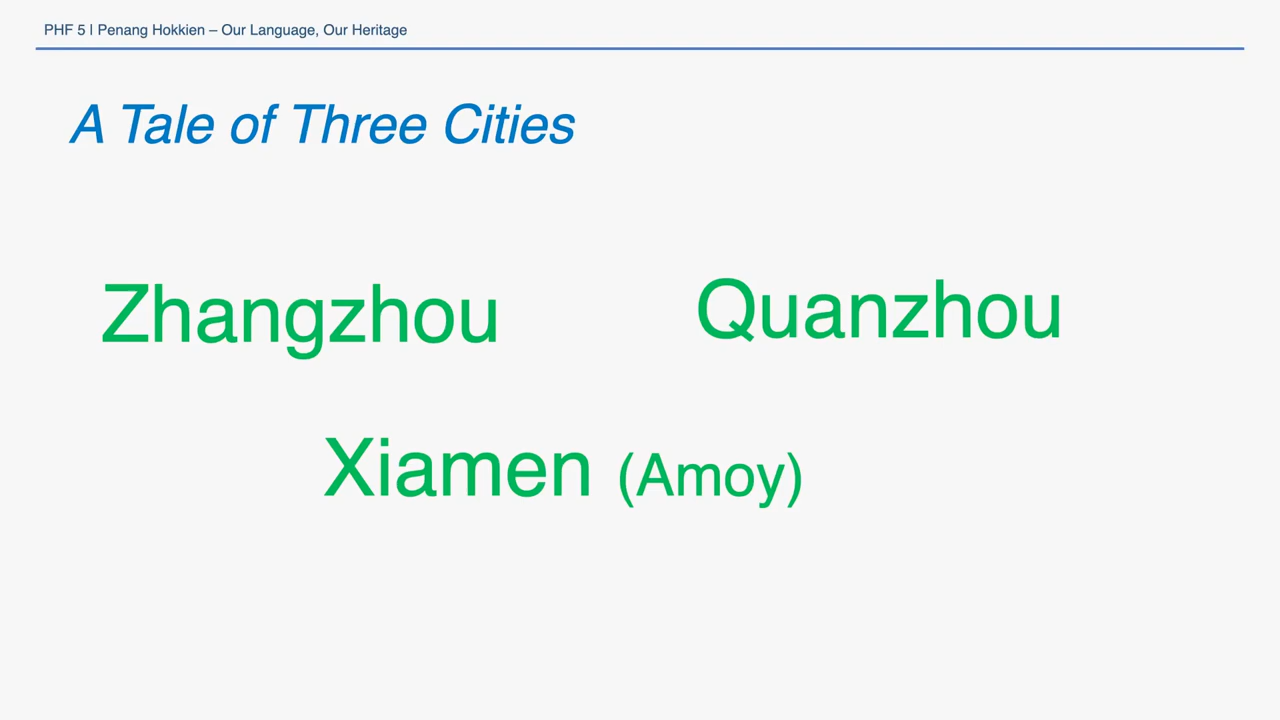 PHF 5 | Penang Hokkien – Our Language, Our Heritage
A Tale of Three Cities
Zhangzhou
Quanzhou
Xiamen (Amoy)